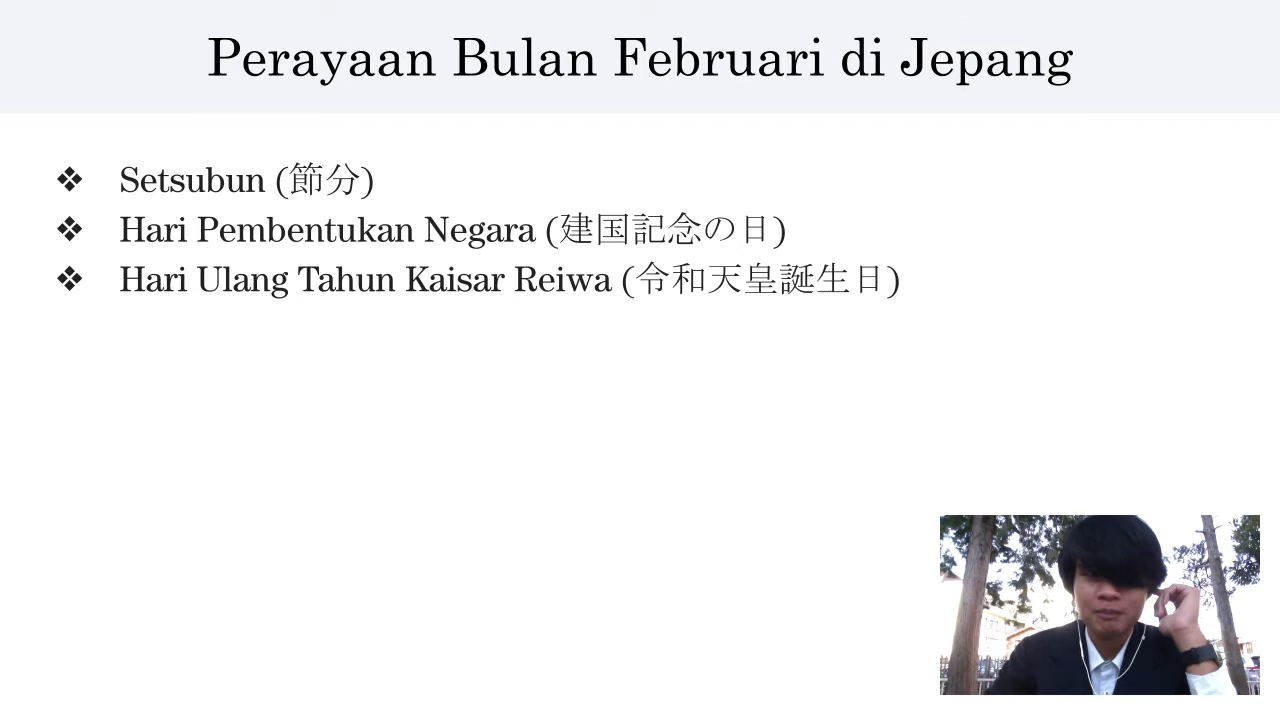 Perayaan Bulan Februari di Jepang
❖ Setsubun (節分)
❖ Hari Pembentukan Negara (建国記念の日)
❖ Hari Ulang Tahun Kaisar Reiwa (令和天皇誕生日)